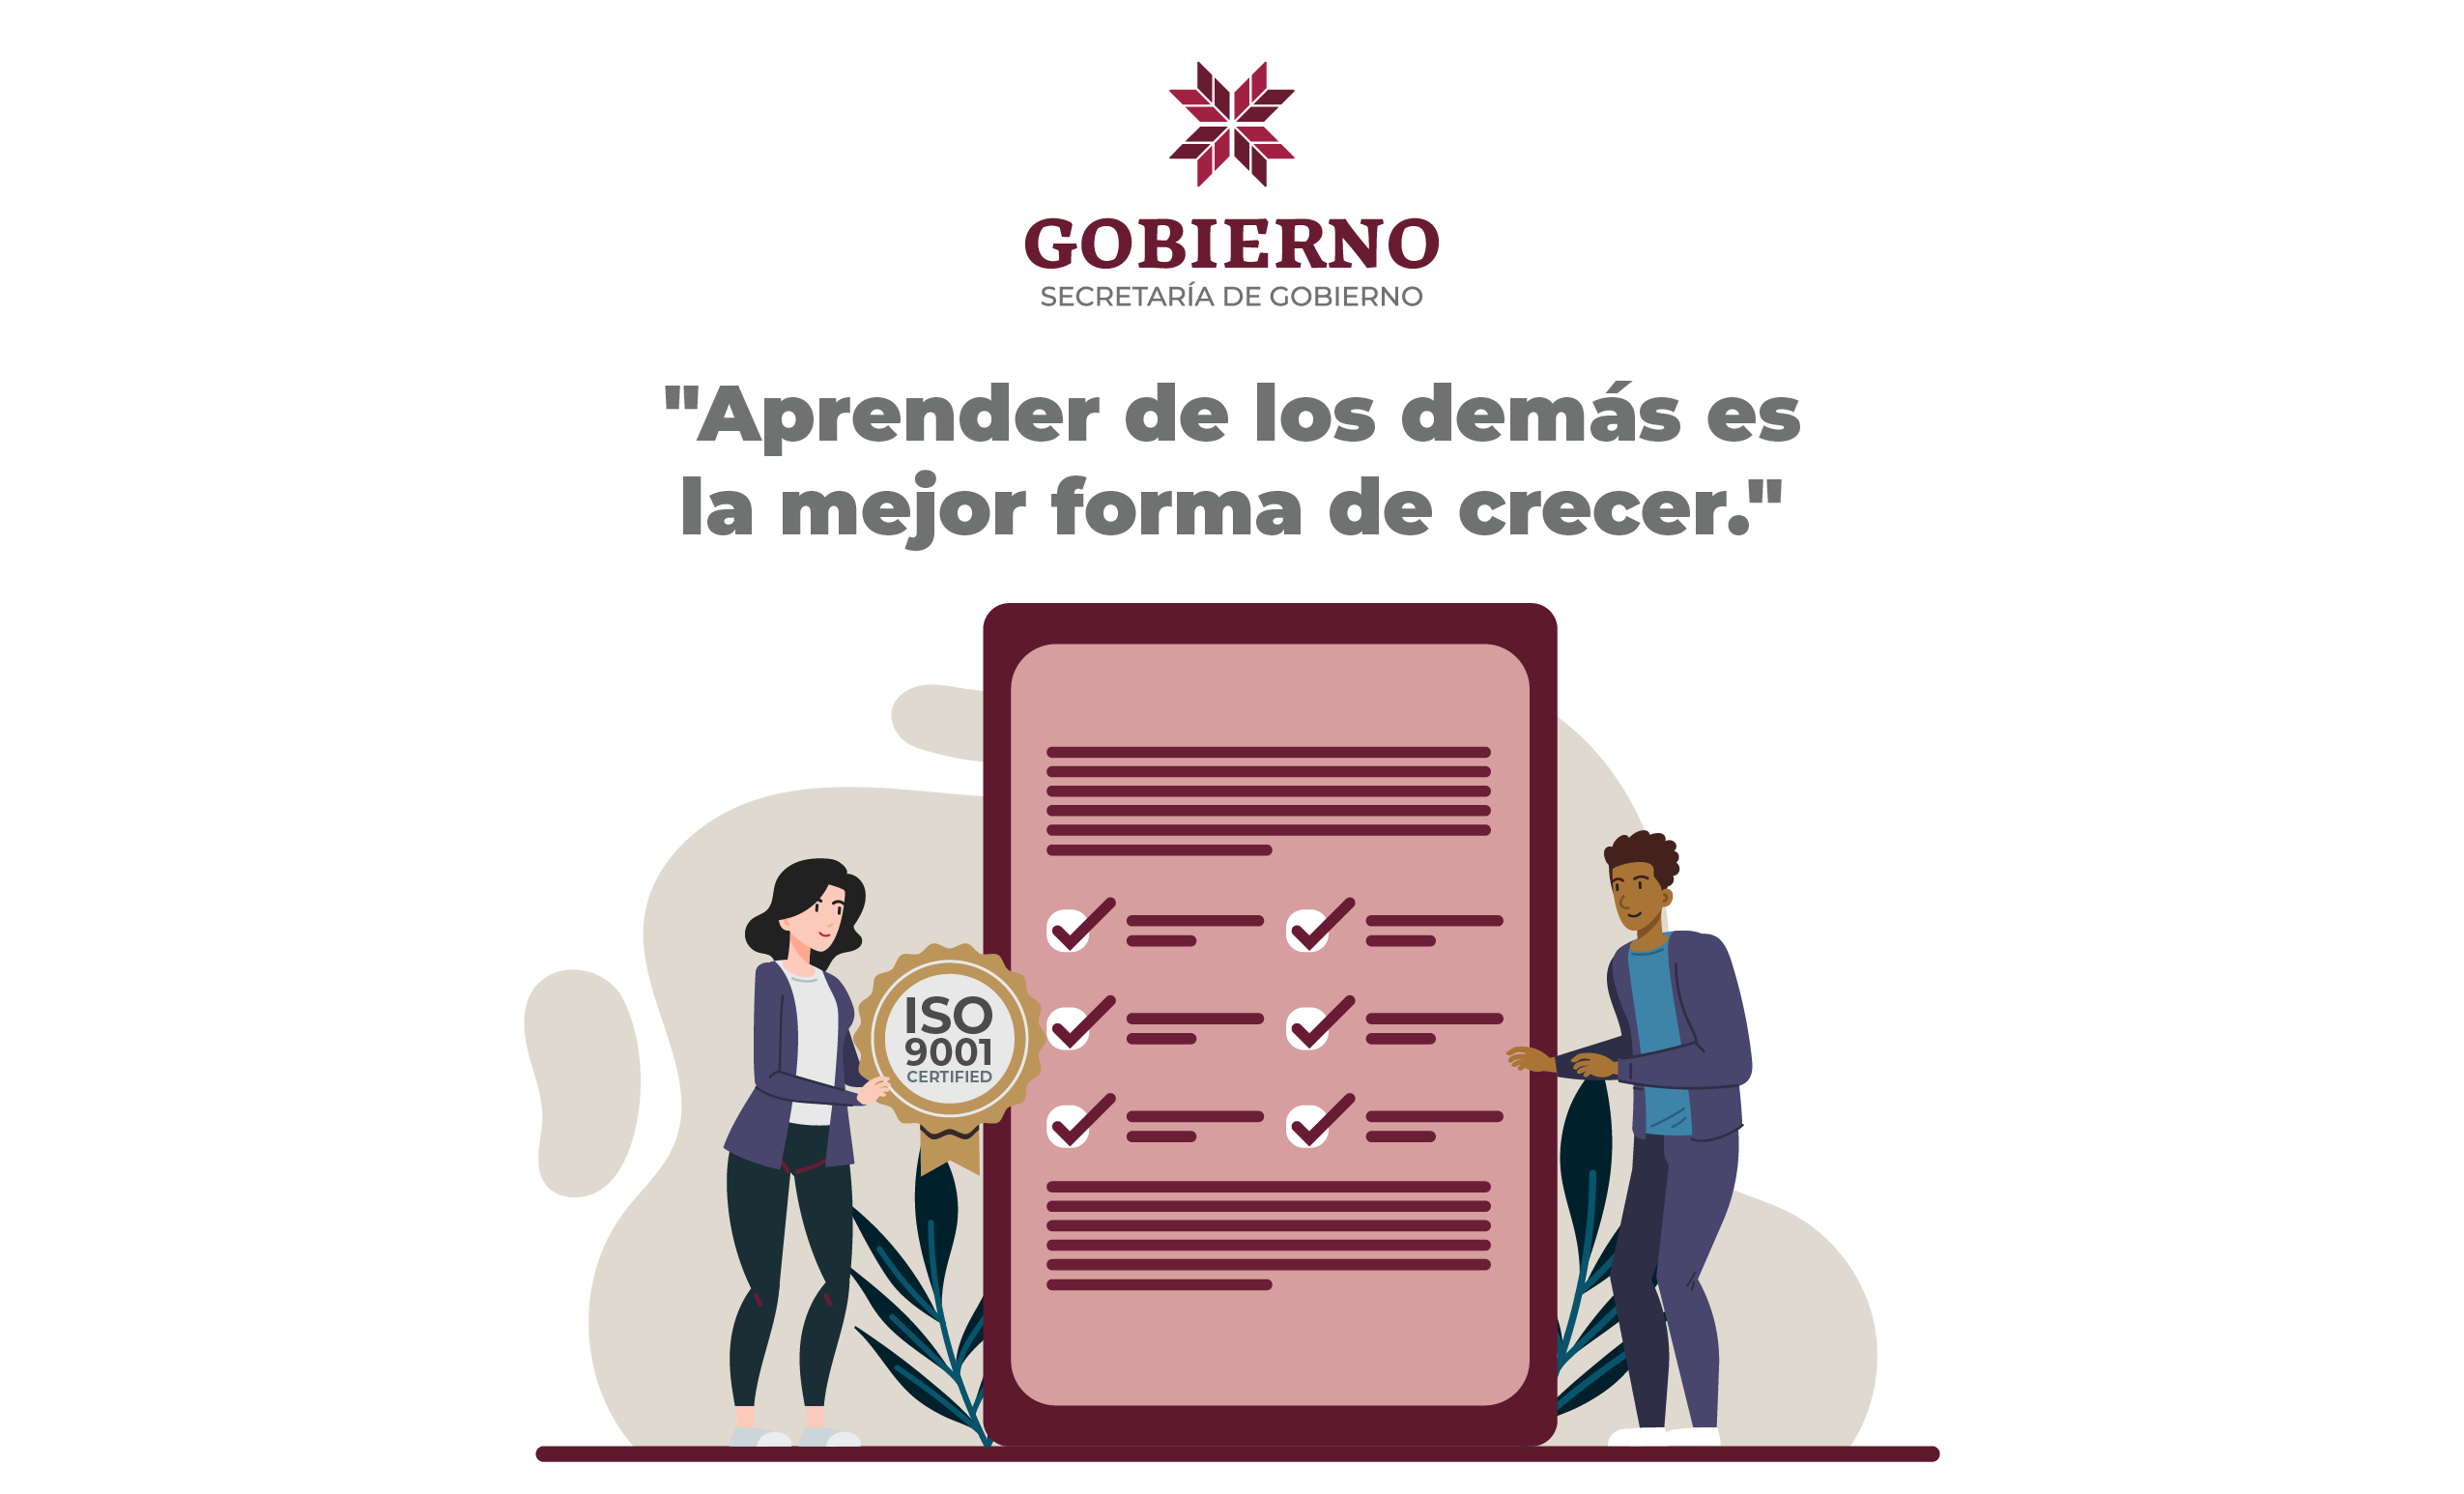 GOBIERNO
SECRETARÍA DE GOBIERNO
"Aprender de los demás es
la mejor forma de crecer."
ISO
9001
CERTIFIED